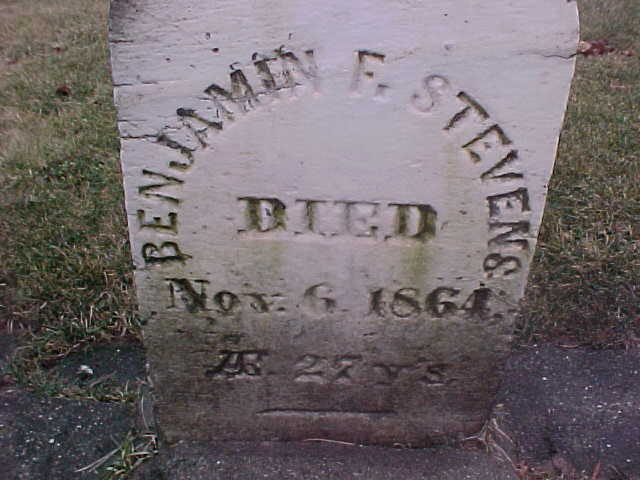 BENJAMIN F. STEVENS
DIED
Nov. 6. 1864.
Æ. 27 y's.